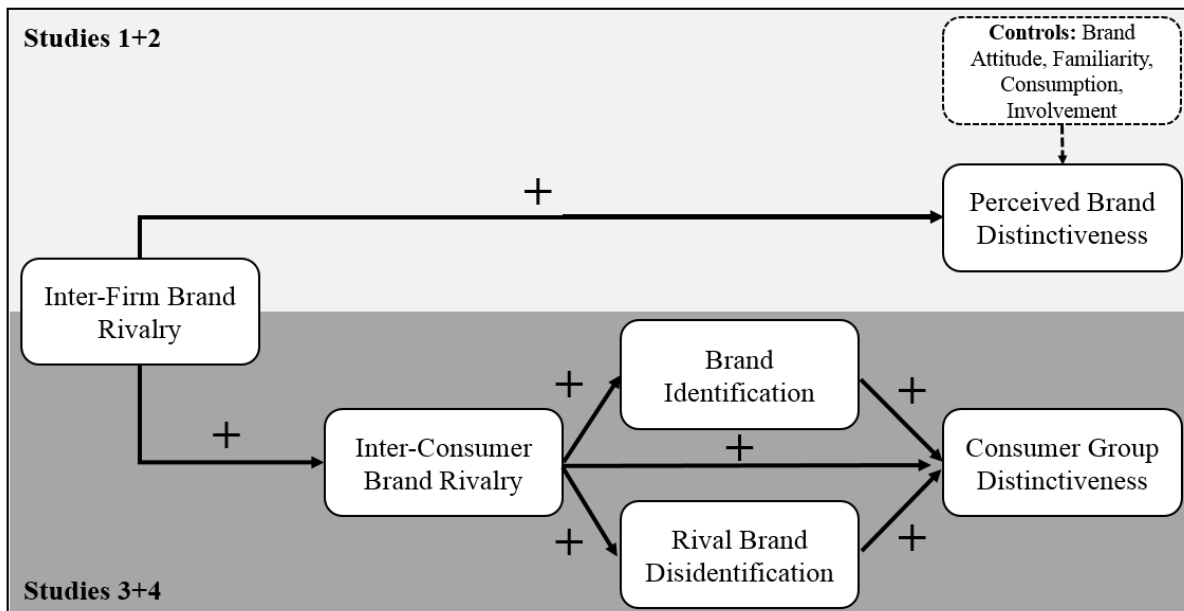 Studies 1+2
Controls: Brand
Attitude, Familiarity,
Consumption,
Involvement
+
Perceived Brand
Distinctiveness
Inter-Firm Brand
Rivalry
+
Inter-Consumer
Brand Rivalry
+
Brand
Identification
+
+
Consumer Group
Distinctiveness
+
Rival Brand
Disidentification
+
Studies 3+4